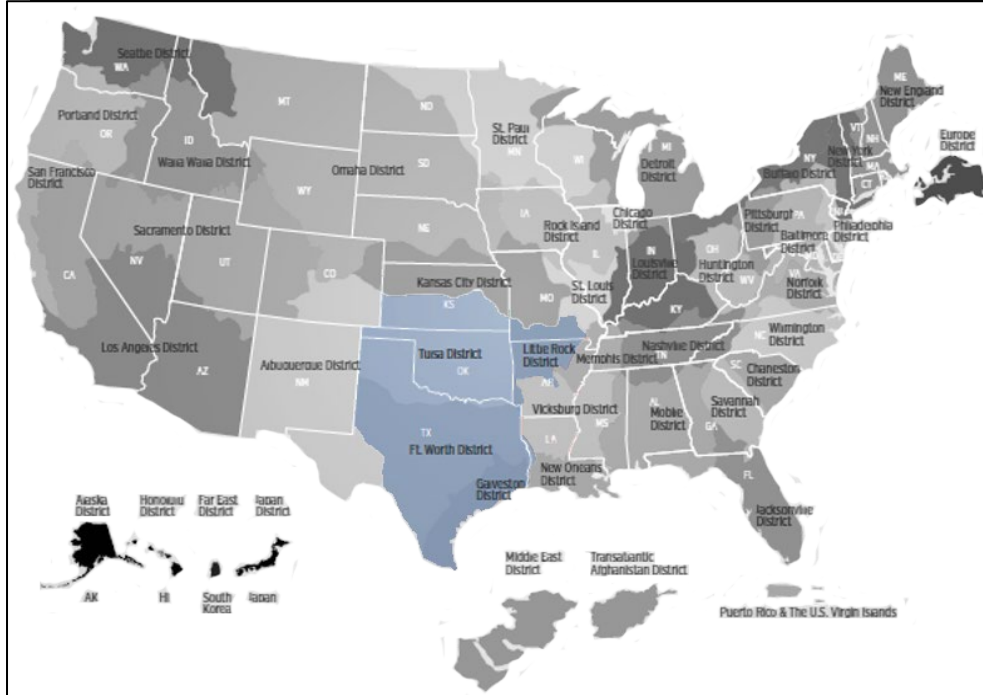 Seattle District
WA
MT
ND
ME
New England
District
Portland District
OR
ID
St. Paul
District
MN
WI
MI
VT
NH
NY
New York
District
MA
CT
Europe
District
Walla Walla District
SD
Omaha District
WY
Detroit
District
Buffalo District
San Francisco
District
Sacramento District
NE
IA
Rock Island
District
Chicago
District
Pittsburgh
District
PA
Philadelphia
District
Baltimore
District
NV
UT
CO
Kansas City District
IL
IN
Louisville
District
OH
Huntington
District
WV
VA
Norfolk
District
CA
KS
MO
St. Louis
District
KY
Los Angeles District
AZ
Albuquerque District
NM
Tulsa District
OK
Little Rock
District
AR
Memphis District
Nashville District
TN
NC
Wilmington
District
SC
Charleston
District
Vicksburg District
MS
AL
Mobile
District
Savannah
District
GA
TX
Ft. Worth District
LA
New Orleans
District
Galveston
District
FL
Jacksonville
District
Alaska
District
Honolulu
District
Far East
District
Japan
District
AK
HI
South
Korea
Japan
Middle East
District
Transatlantic
Afghanistan District
Puerto Rico & The U.S. Virgin Islands